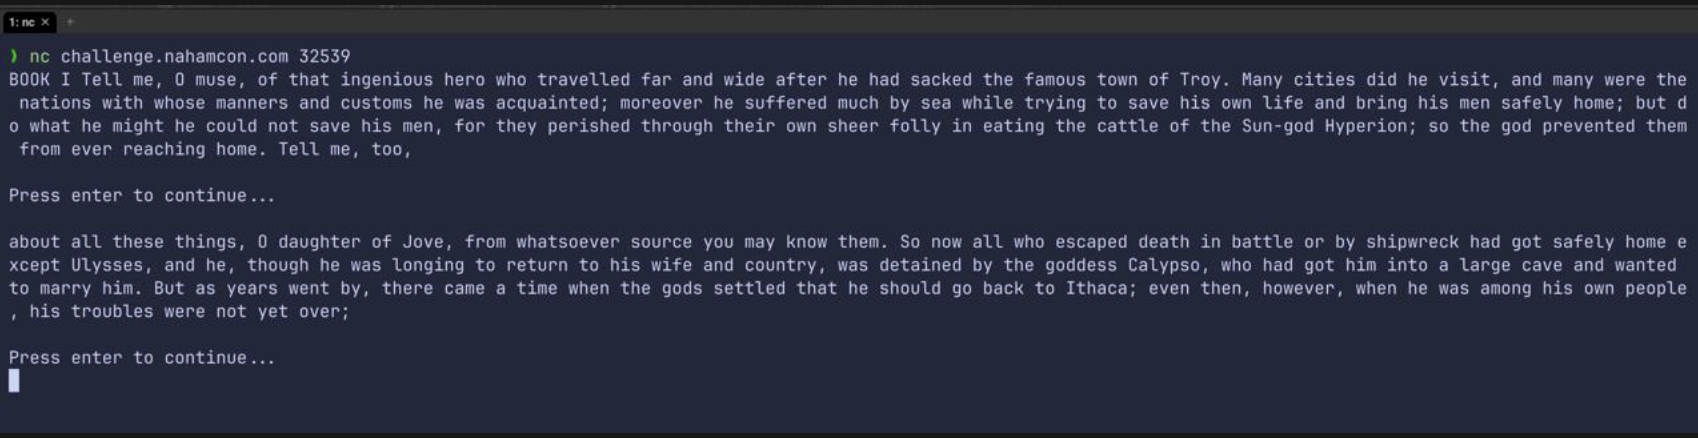 1: nc × +
❯ nc challenge.nahamcon.com 32539
BOOK I Tell me, O muse, of that ingenious hero who travelled far and wide after he had sacked the famous town of Troy. Many cities did he visit, and many were the
nations with whose manners and customs he was acquainted; moreover he suffered much by sea while trying to save his own life and bring his men safely home; but d
o what he might he could not save his men, for they perished through their own sheer folly in eating the cattle of the Sun-god Hyperion; so the god prevented them
from ever reaching home. Tell me, too,
Press enter to continue...
about all these things, O daughter of Jove, from whatsoever source you may know them. So now all who escaped death in battle or by shipwreck had got safely home e
xcept Ulysses, and he, though he was longing to return to his wife and country, was detained by the goddess Calypso, who had got him into a large cave and wanted
to marry him. But as years went by, there came a time when the gods settled that he should go back to Ithaca; even then, however, when he was among his own people
, his troubles were not yet over;
Press enter to continue...